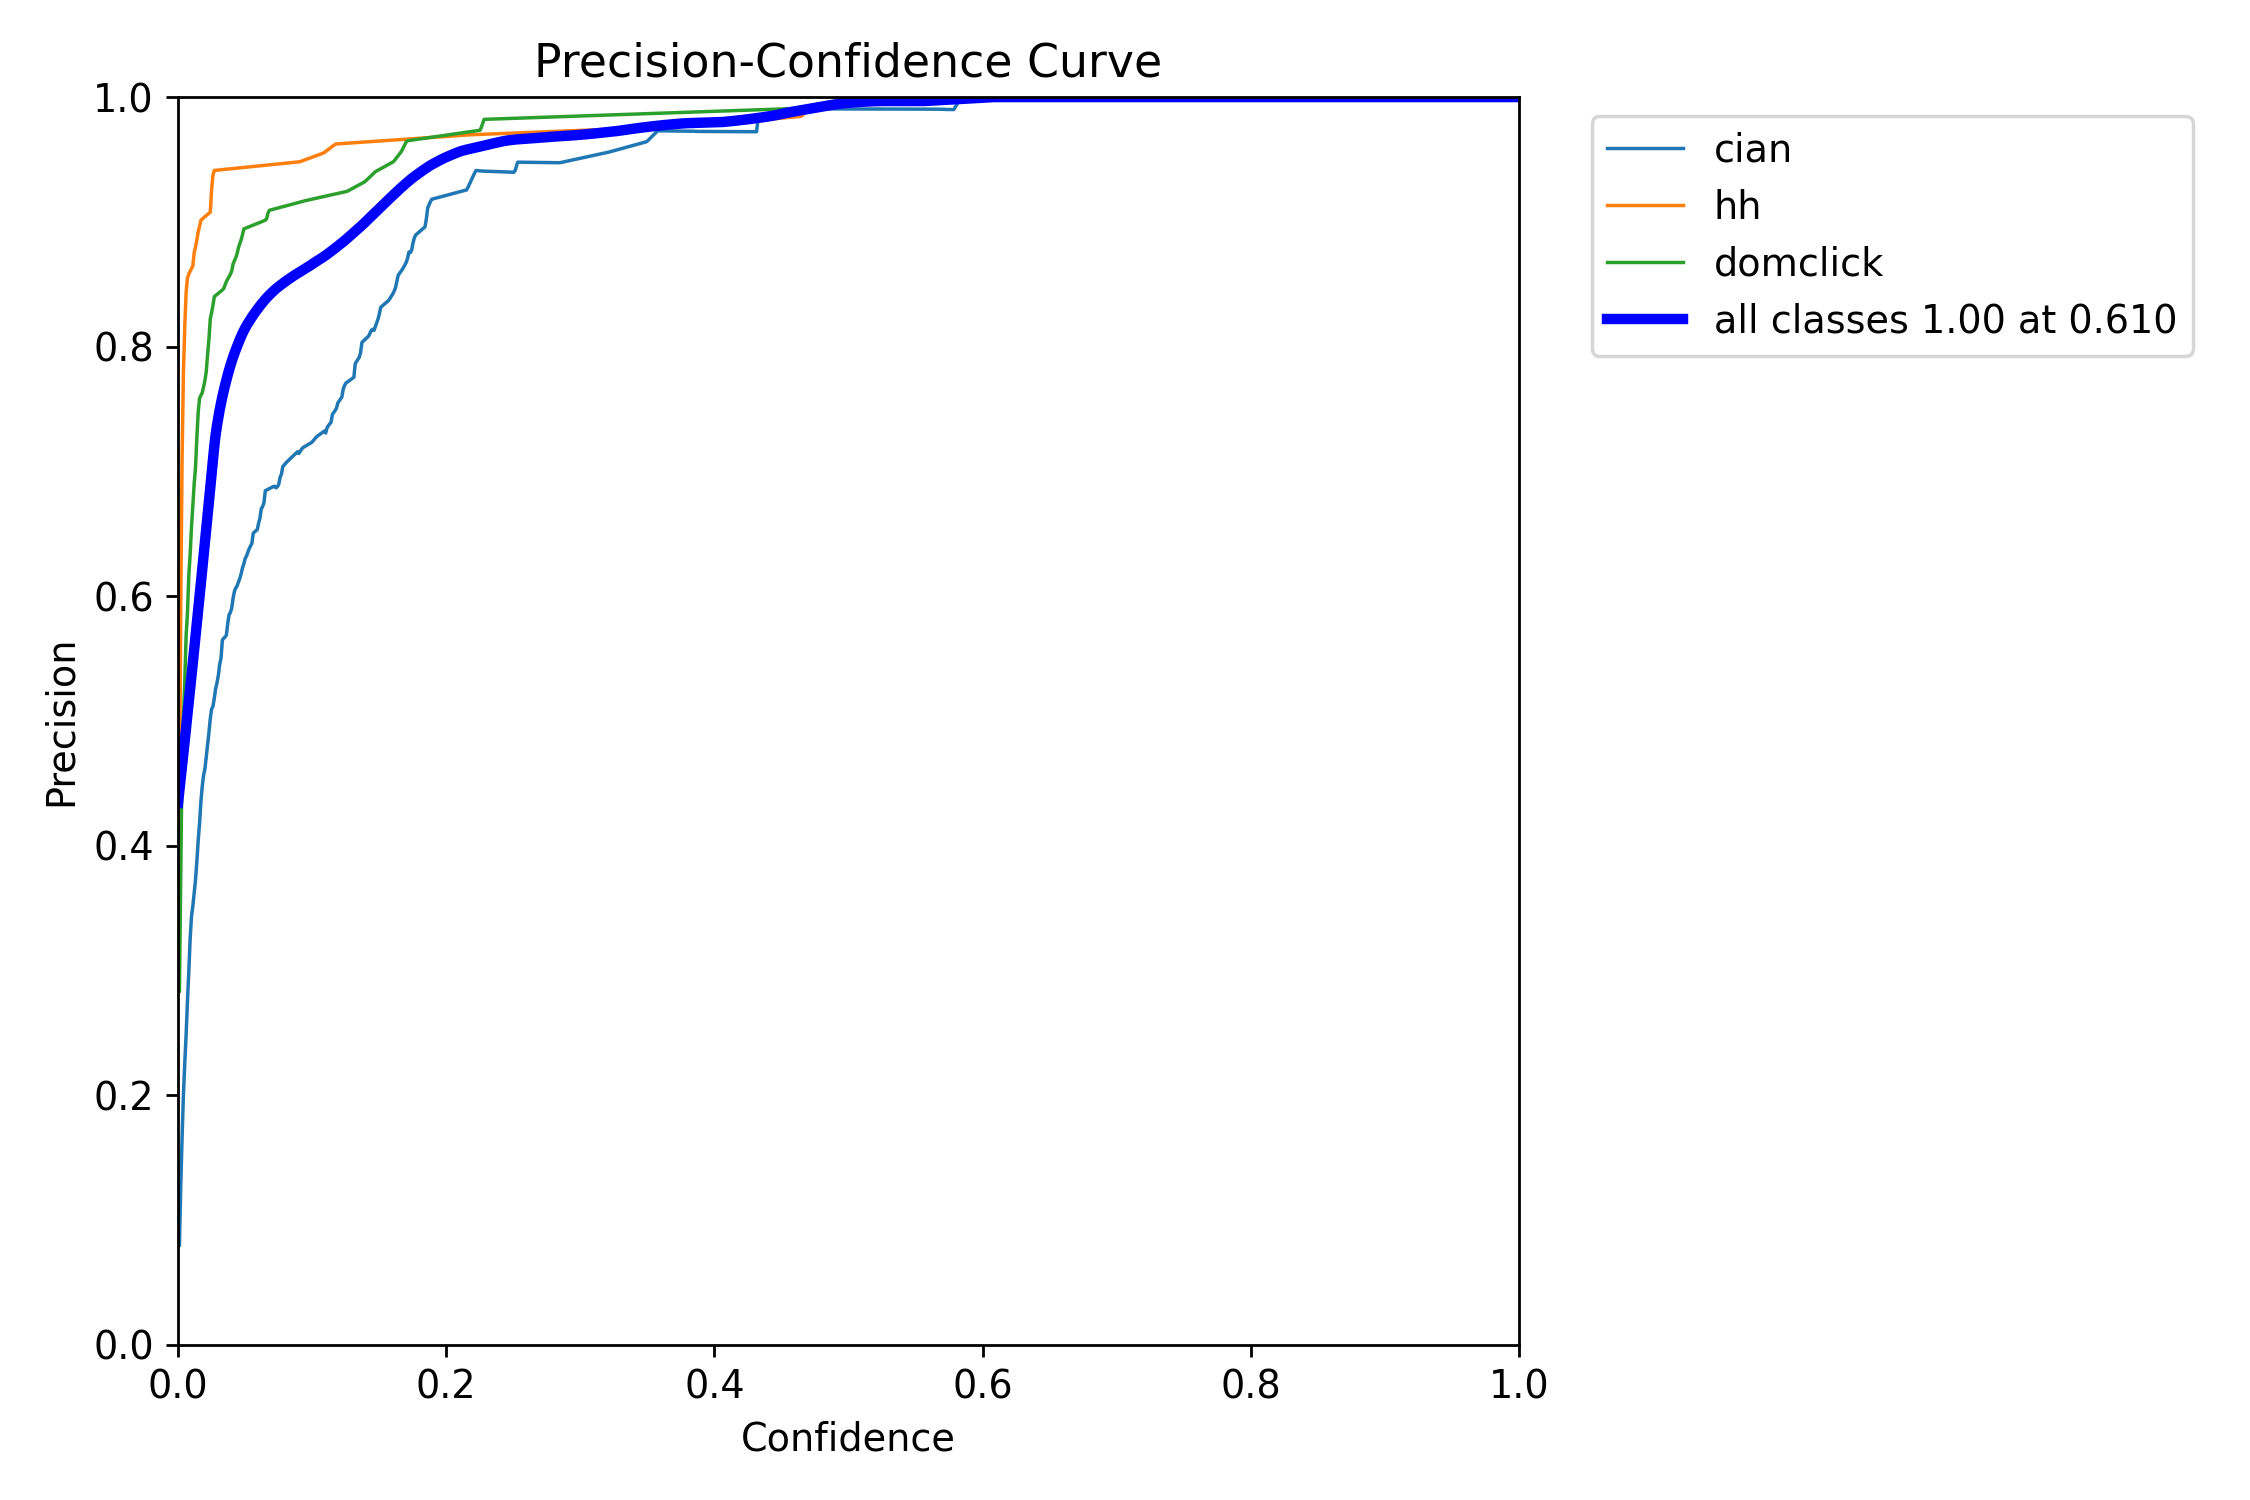 Precision-Confidence Curve
1.0
0.8
0.6
0.4
0.2
0.0
Precision
0.0 0.2 0.4 0.6 0.8 1.0
Confidence
cian
hh
domclick
all classes 1.00 at 0.610